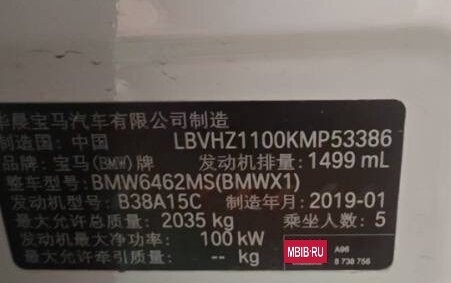 华晨宝马汽车有限公司制造
制造国: 中国 LBVHZ1100KMP53386
品牌: 宝马(BMW)牌 发动机排量: 1499 mL
整车型号: BMW6462MS(BMWX1)
发动机型号: B38A15C 制造年月: 2019-01
最大允许总质量: 2035 kg 乘坐人数: 5
发动机最大净功率: 100 kW
最大允许牵引质量: -- kg
MBIB.RU
A96
8 738 756